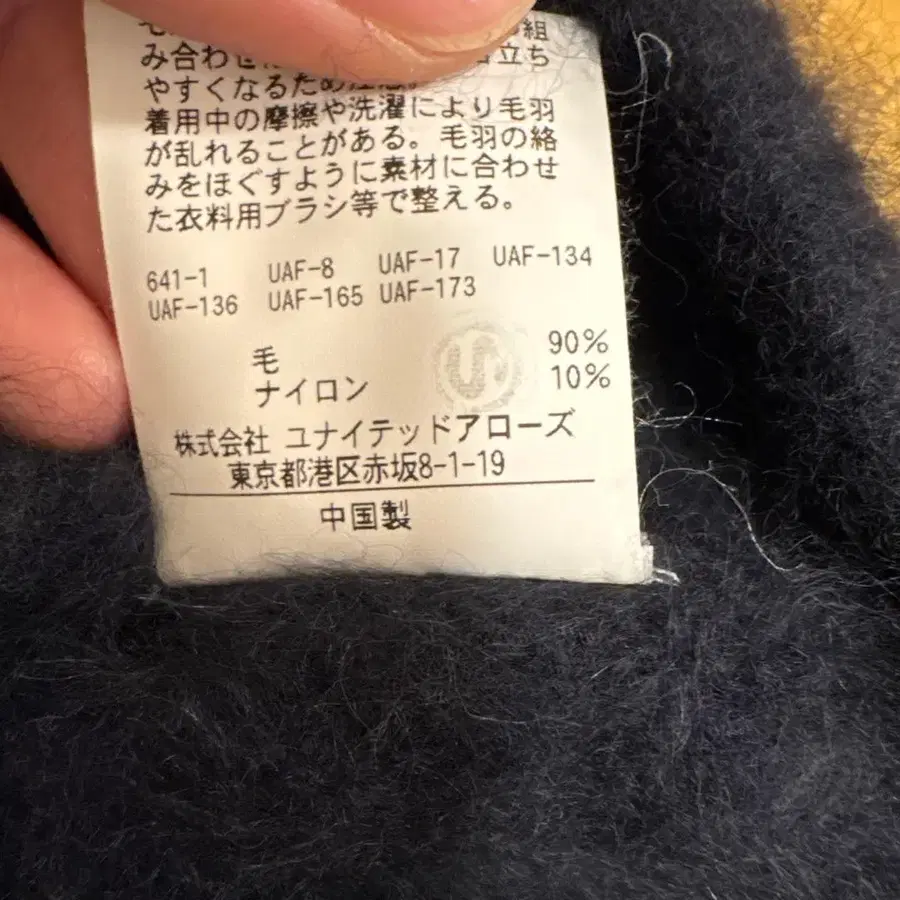 み合わせ
やすくなるため
着用中の摩擦や洗濯により毛羽
が乱れることがある。毛羽の絡
みをほぐすように素材に合わせ
た衣料用ブラシ等で整える。
641-1 UAF-8 UAF-17 UAF-134
UAF-136 UAF-165 UAF-173
毛 90%
ナイロン 10%
株式会社 ユナイテッドアローズ
東京都港区赤坂8-1-19
中国製